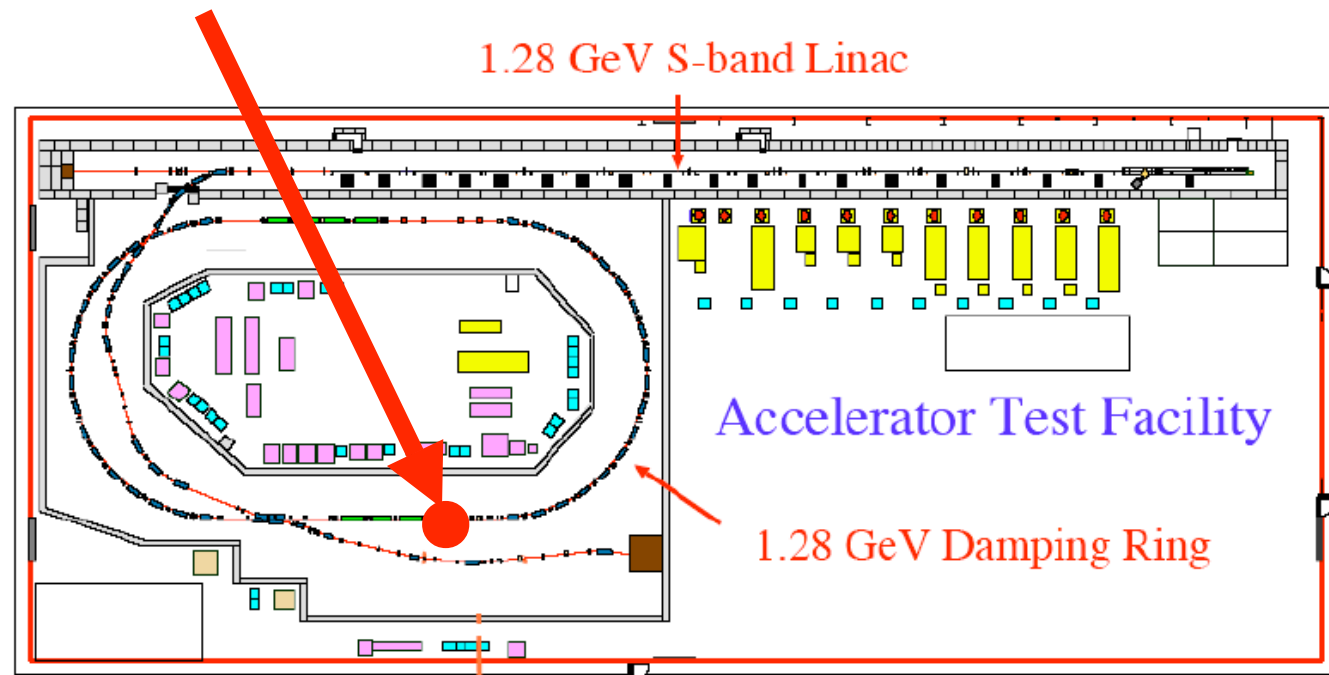 1.28 GeV S-band Linac
Accelerator Test Facility
1.28 GeV Damping Ring